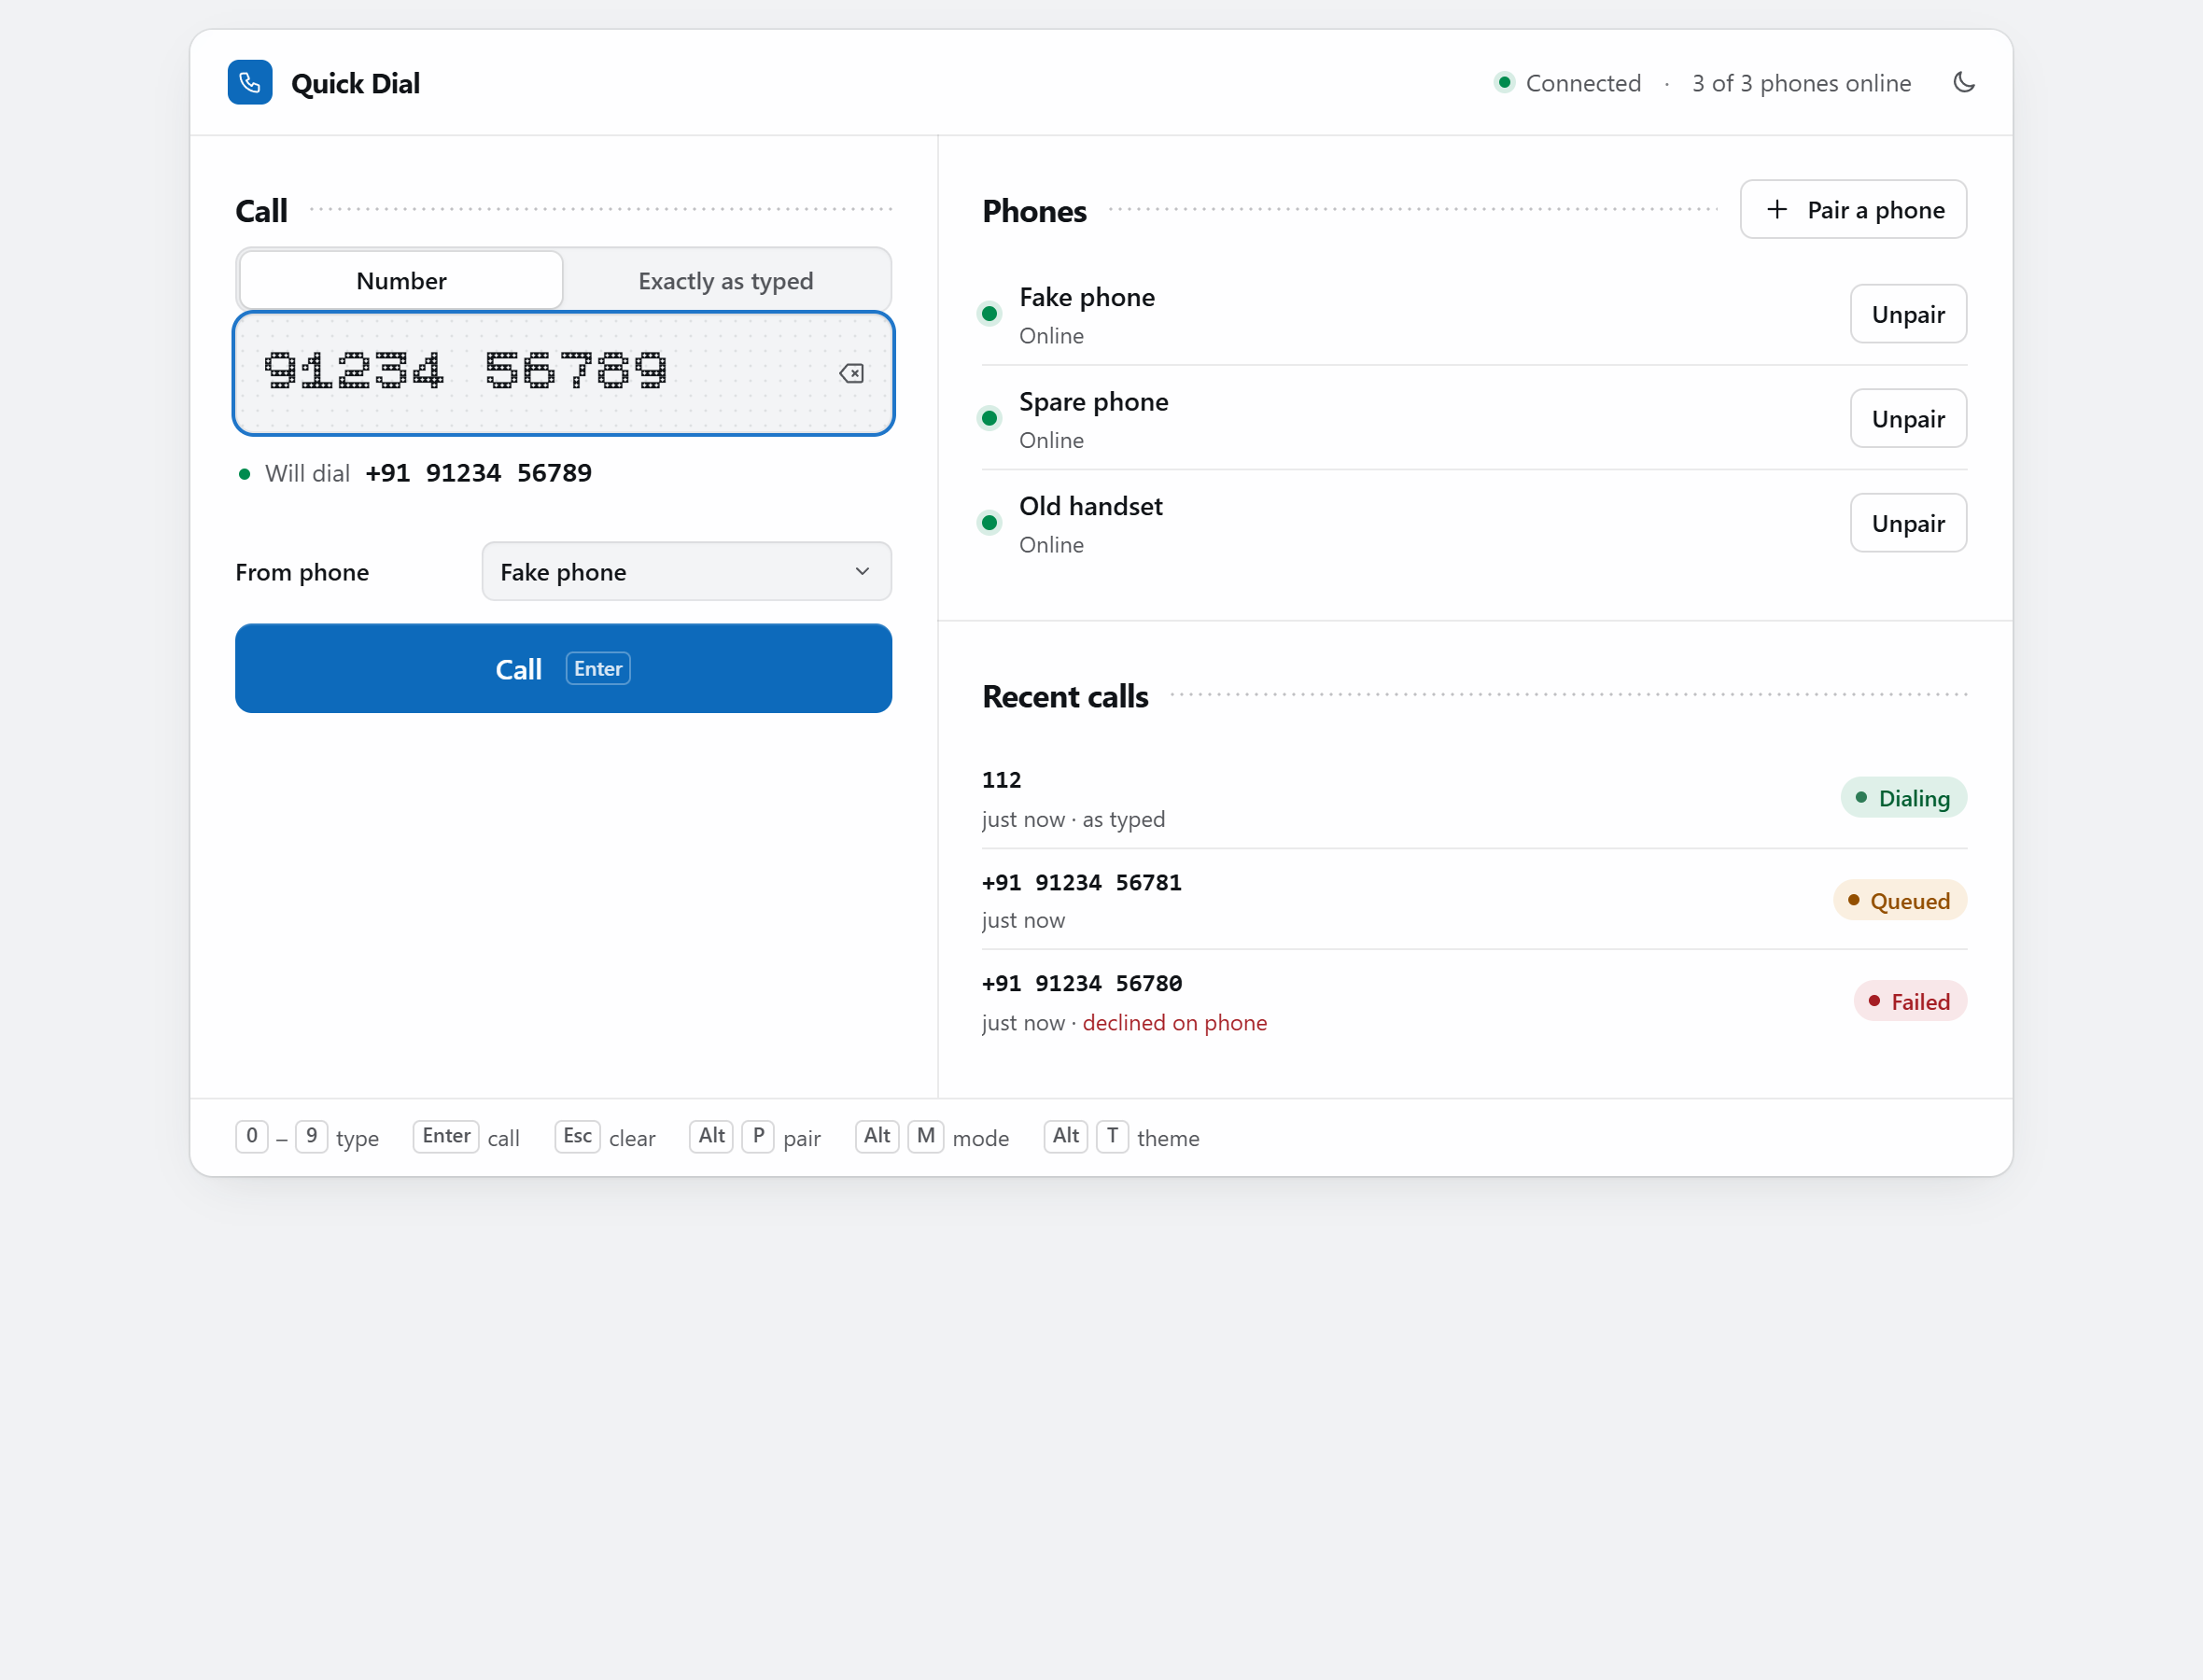 Quick Dial
Connected · 3 of 3 phones online
Call
Number
Exactly as typed
91234 56789
Will dial +91 91234 56789
From phone
Fake phone
Call Enter
Phones
Pair a phone
Fake phone
Online
Unpair
Spare phone
Online
Unpair
Old handset
Online
Unpair
Recent calls
112
just now · as typed
Dialing
+91 91234 56781
just now
Queued
+91 91234 56780
just now · declined on phone
Failed
0 – 9 type Enter call Esc clear Alt P pair Alt M mode Alt T theme